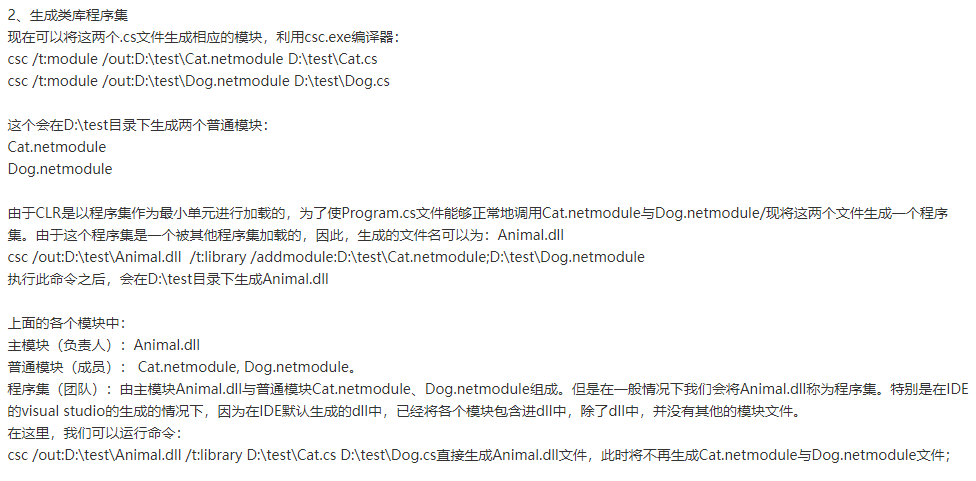 2、生成类库程序集
现在可以将这两个.cs文件生成相应的模块，利用csc.exe编译器：
csc /t:module /out:D:\test\Cat.netmodule D:\test\Cat.cs
csc /t:module /out:D:\test\Dog.netmodule D:\test\Dog.cs
这个会在D:\test目录下生成两个普通模块：
Cat.netmodule
Dog.netmodule
由于CLR是以程序集作为最小单元进行加载的，为了使Program.cs文件能够正常地调用Cat.netmodule与Dog.netmodule/现将这两个文件生成一个程序
集。由于这个程序集是一个被其他程序集加载的，因此，生成的文件名可以为：Animal.dll
csc /out:D:\test\Animal.dll  /t:library /addmodule:D:\test\Cat.netmodule;D:\test\Dog.netmodule
执行此命令之后，会在D:\test目录下生成Animal.dll
上面的各个模块中：
主模块（负责人）：Animal.dll
普通模块（成员）： Cat.netmodule, Dog.netmodule。
程序集（团队）：由主模块Animal.dll与普通模块Cat.netmodule、Dog.netmodule组成。但是在一般情况下我们会将Animal.dll称为程序集。特别是在IDE
的visual studio的生成的情况下，因为在IDE默认生成的dll中，已经将各个模块包含进dll中，除了dll中，并没有其他的模块文件。
在这里，我们可以运行命令：
csc /out:D:\test\Animal.dll /t:library D:\test\Cat.cs D:\test\Dog.cs直接生成Animal.dll文件，此时将不再生成Cat.netmodule与Dog.netmodule文件；